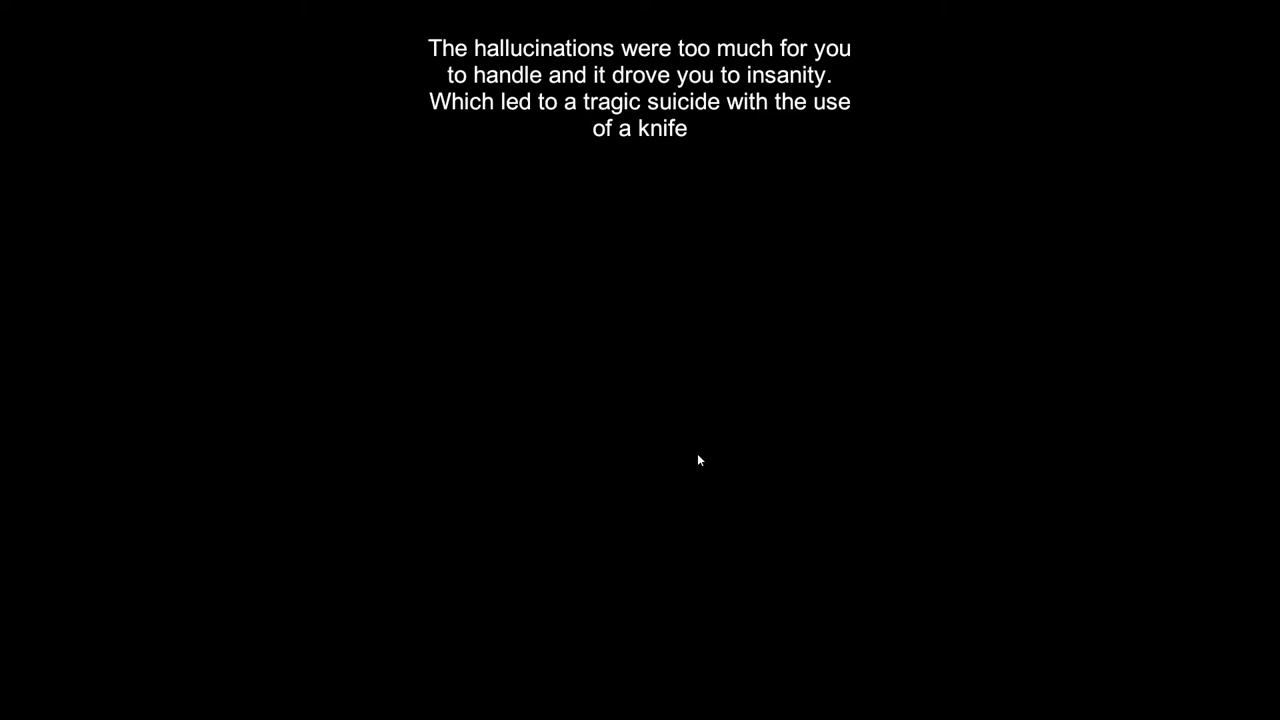 The hallucinations were too much for you
to handle and it drove you to insanity.
Which led to a tragic suicide with the use
of a knife